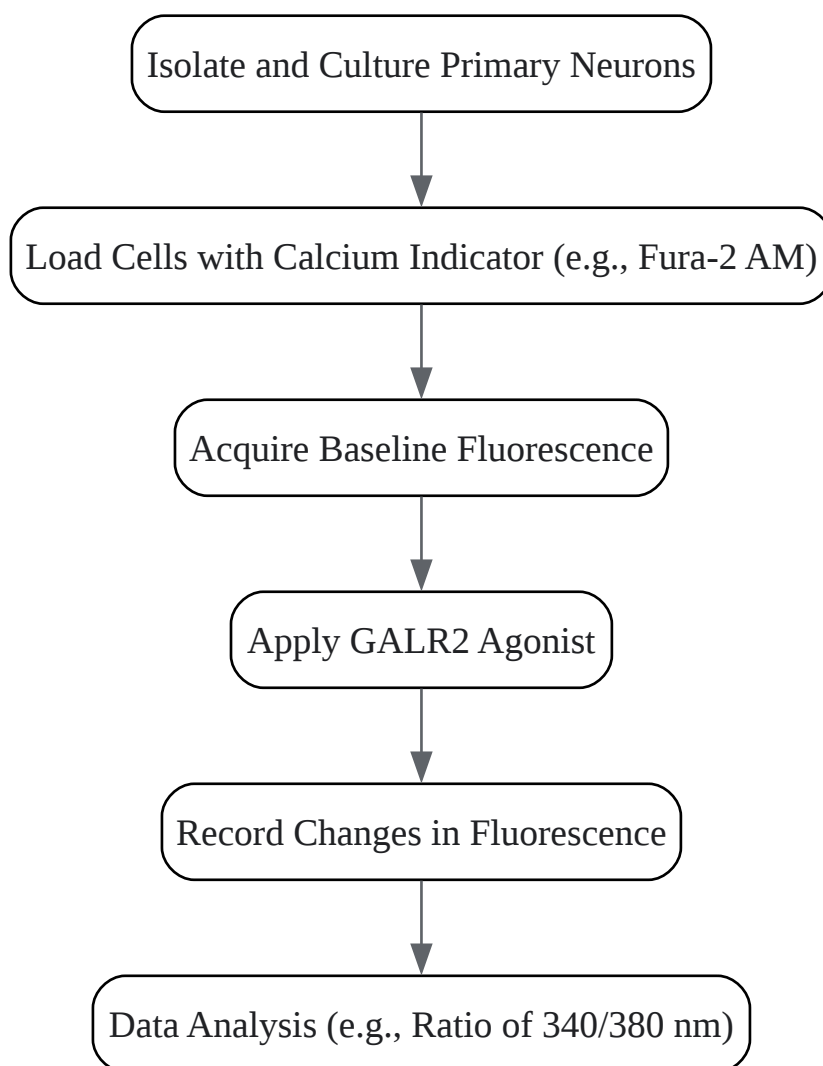 Isolate and Culture Primary Neurons
Load Cells with Calcium Indicator (e.g., Fura-2 AM)
Acquire Baseline Fluorescence
Apply GALR2 Agonist
Record Changes in Fluorescence
Data Analysis (e.g., Ratio of 340/380 nm)